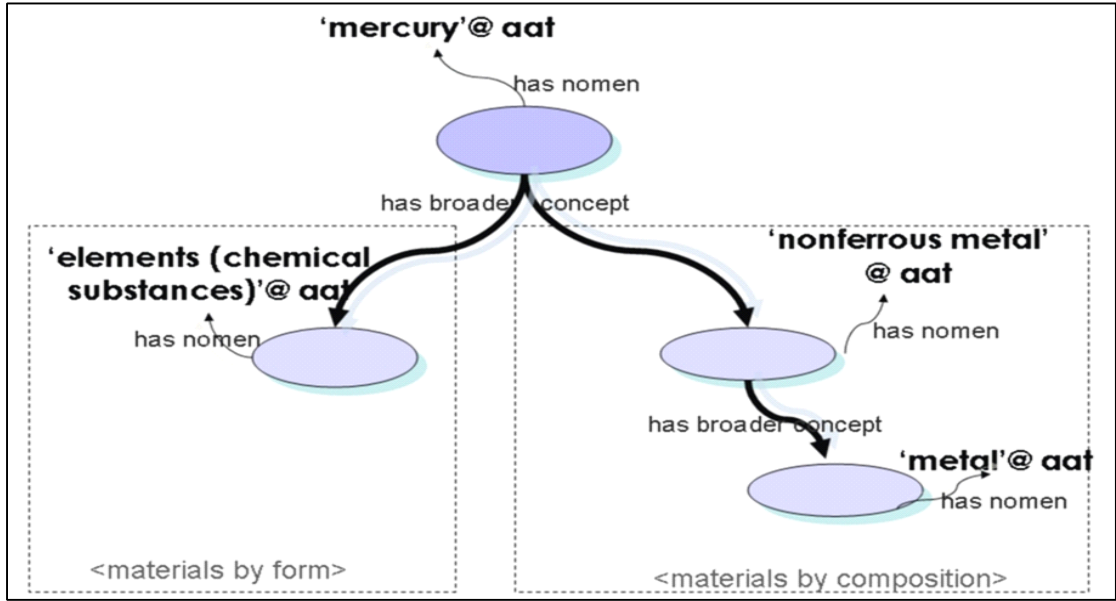 ‘mercury’@ aat
has nomen
has broader concept
‘elements (chemical
substances)’@ aat
has nomen
‘nonferrous metal’
@ aat
has nomen
has broader concept
‘metal’@ aat
has nomen
<materials by form>
<materials by composition>